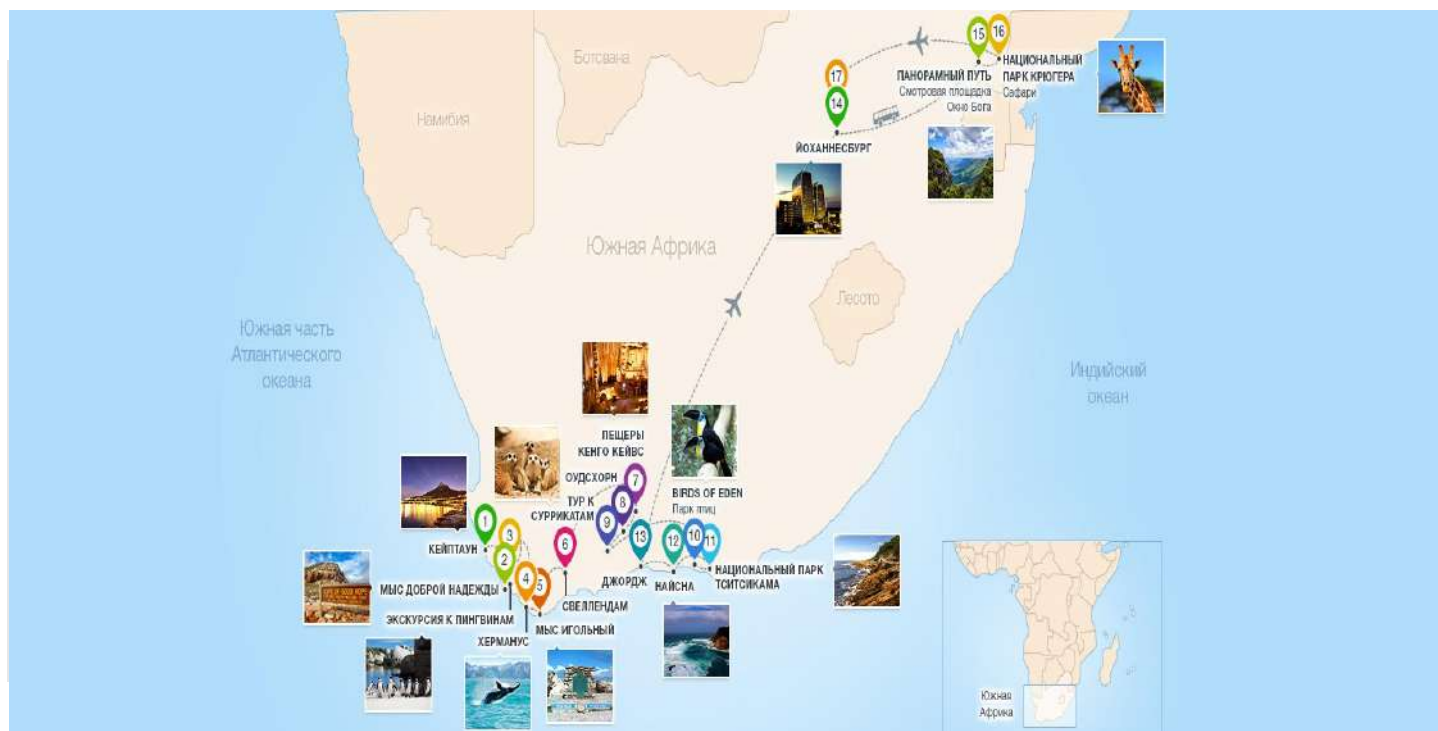 Ботсвана
Намибия
Южная Африка
Лесото
Южная часть
Атлантического
океана
Индийский
океан
15
16
17
14
ПАНОРАМНЫЙ ПУТЬ
Смотровая площадка
Окно Бога
НАЦИОНАЛЬНЫЙ
ПАРК КРЮГЕРА
Сафари
ЙОХАННЕСБУРГ
ПЕЩЕРЫ
КЕНГО КЕЙВС
ОУДСХОРН
ТУР К
СУРРИКАТАМ
7
8
9
BIRDS OF EDEN
Парк птиц
1
3
2
4
5
6
13
12
10
11
КЕЙПТАУН
МЫС ДОБРОЙ НАДЕЖДЫ
ЭКСКУРСИЯ К ПИНГВИНАМ
ХЕРМАНУС
МЫС ИГОЛЬНЫЙ
СВЕЛЛЕНДАМ
ДЖОРДЖ
НАЙСНА
НАЦИОНАЛЬНЫЙ ПАРК
ТСИТСИКАМА
Южная
Африка